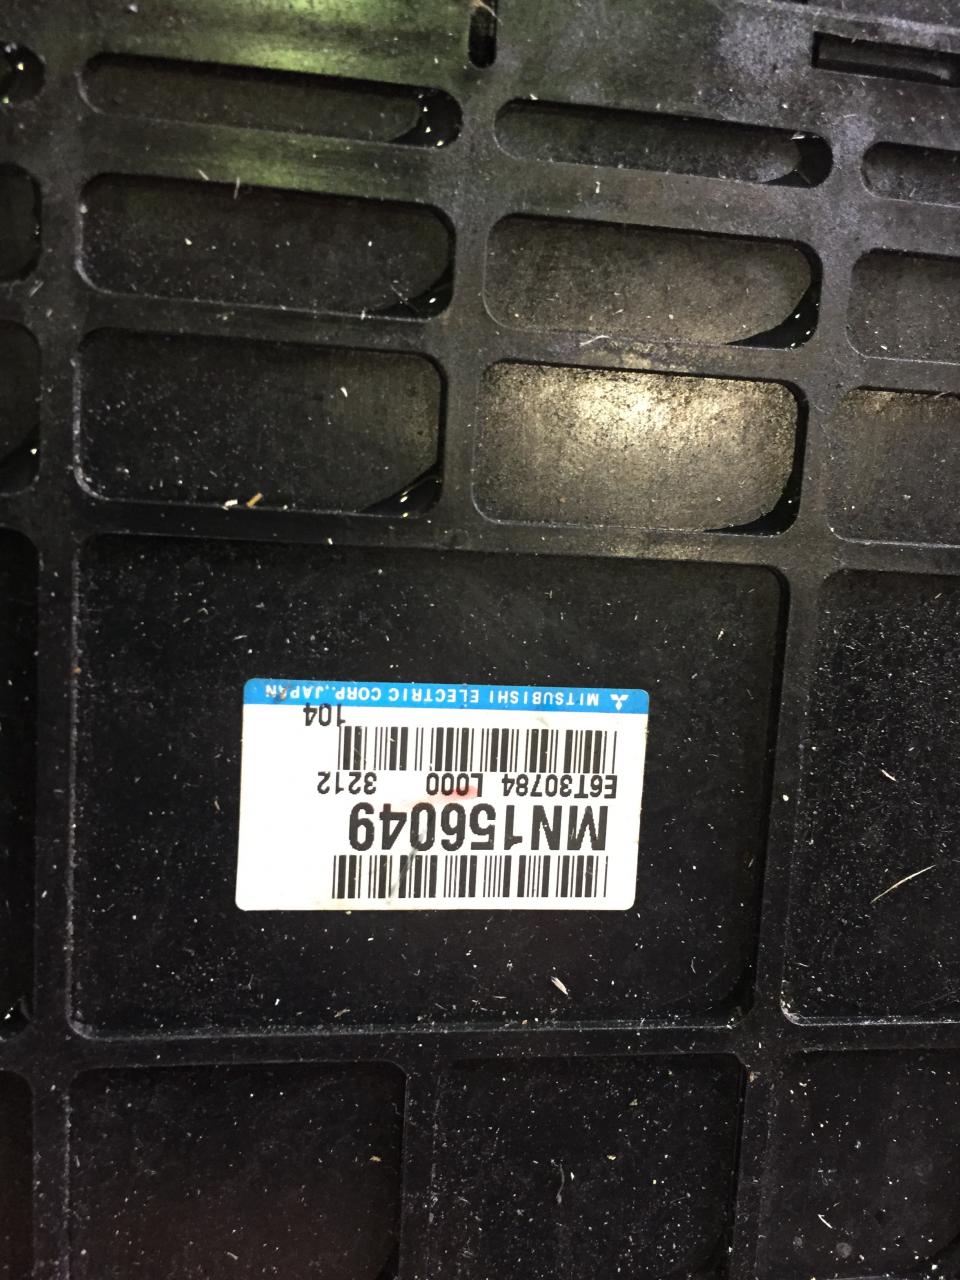 MITSUBISHI ELECTRIC CORP. JAPAN
104
E6T30784 L000 3212
MN156049